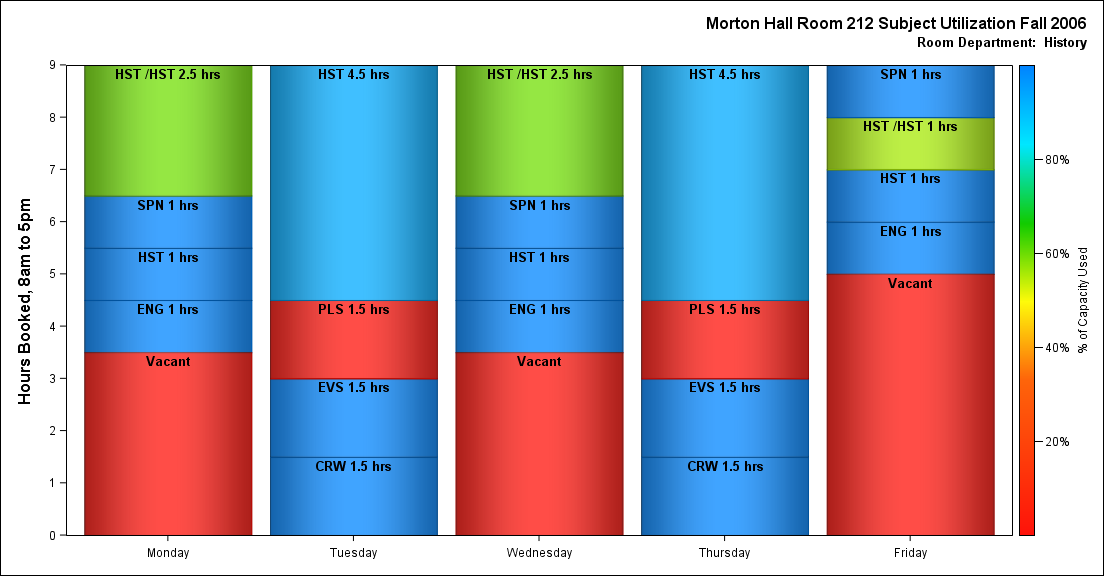 Morton Hall Room 212 Subject Utilization Fall 2006
Room Department:  History
Hours Booked, 8am to 5pm
9
8
7
6
5
4
3
2
1
0
HST /HST 2.5 hrs
SPN 1 hrs
HST 1 hrs
ENG 1 hrs
Vacant
HST 4.5 hrs
PLS 1.5 hrs
EVS 1.5 hrs
CRW 1.5 hrs
HST /HST 2.5 hrs
SPN 1 hrs
HST 1 hrs
ENG 1 hrs
Vacant
HST 4.5 hrs
PLS 1.5 hrs
EVS 1.5 hrs
CRW 1.5 hrs
SPN 1 hrs
HST /HST 1 hrs
HST 1 hrs
ENG 1 hrs
Vacant
Monday
Tuesday
Wednesday
Thursday
Friday
80%
60%
40%
20%
% of Capacity Used